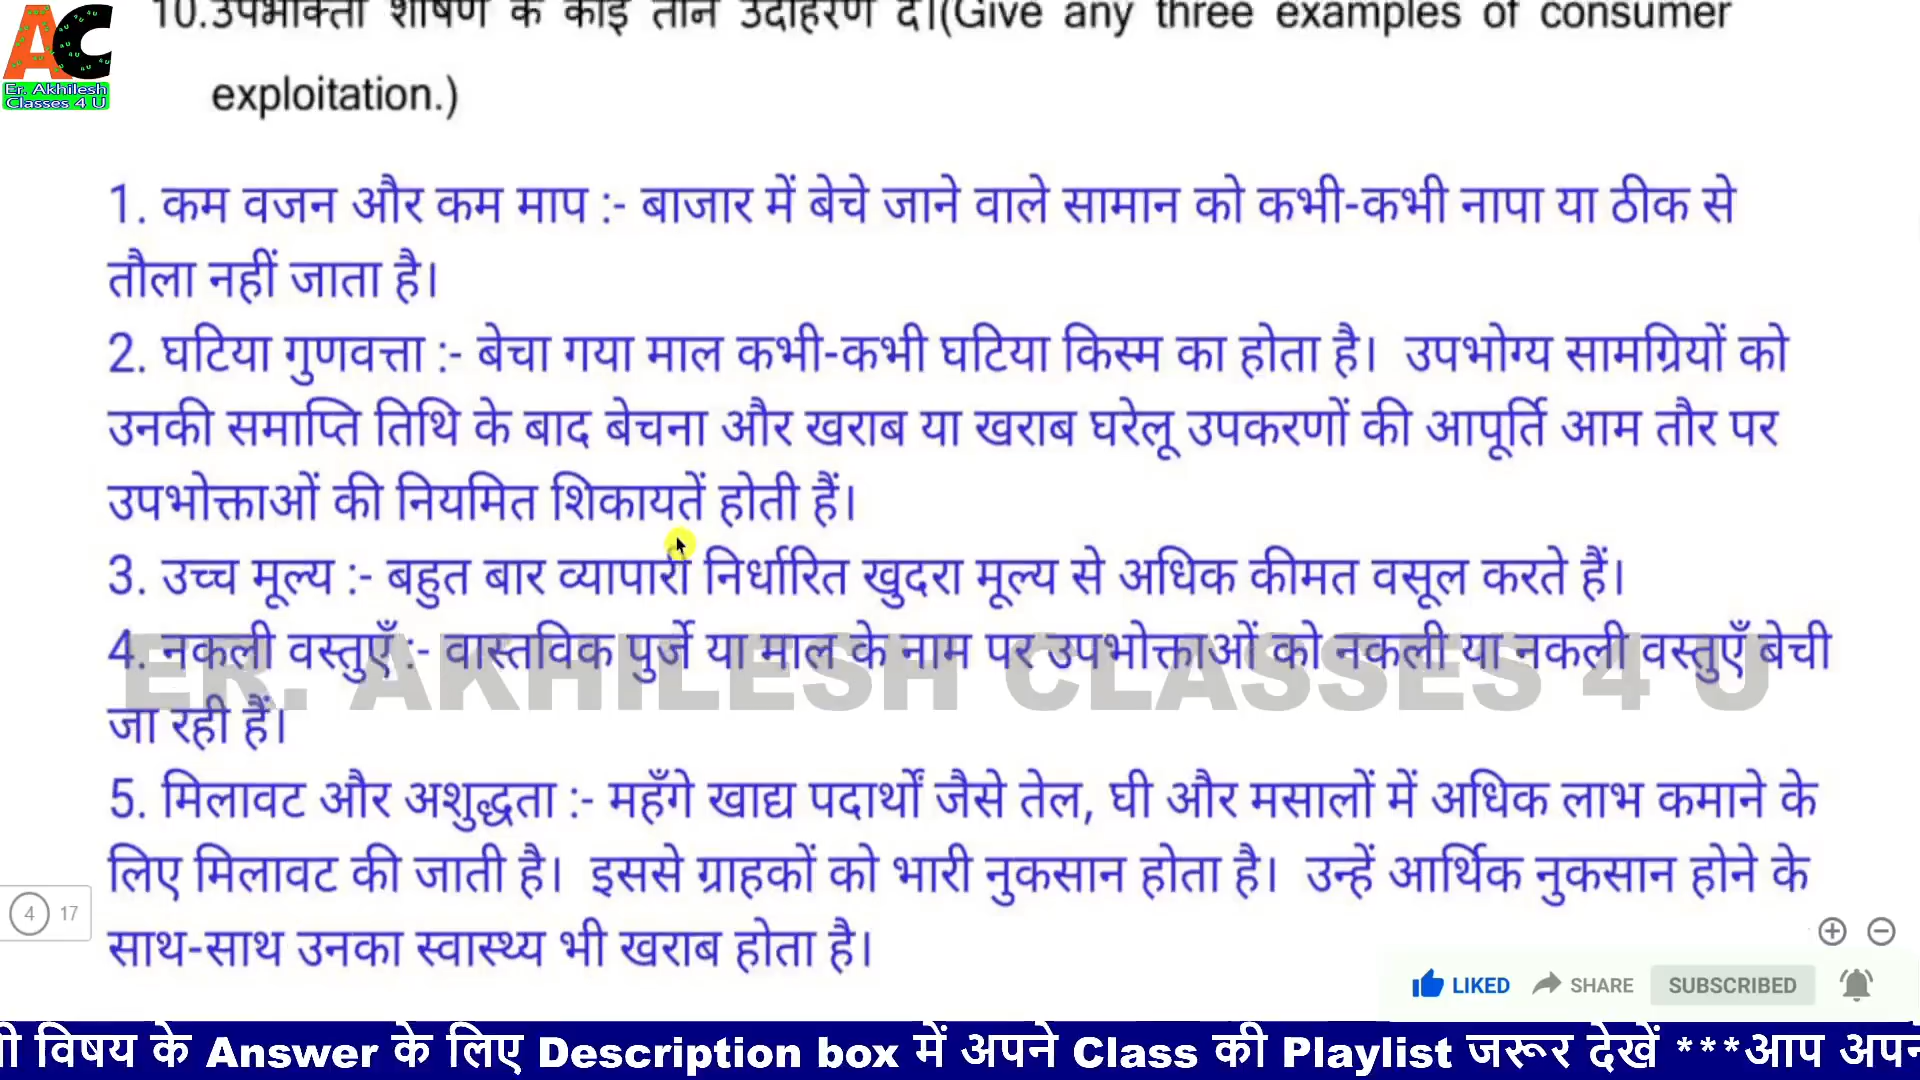 10.उपभोक्ता शोषण के कोई तीन उदाहरण दें।(Give any three examples of consumer
exploitation.)
AC
Er. Akhilesh
Classes 4 U
1. कम वजन और कम माप :- बाजार में बेचे जाने वाले सामान को कभी-कभी नापा या ठीक से
तौला नहीं जाता है।
2. घटिया गुणवत्ता :- बेचा गया माल कभी-कभी घटिया किस्म का होता है। उपभोग्य सामग्रियों को
उनकी समाप्ति तिथि के बाद बेचना और खराब या खराब घरेलू उपकरणों की आपूर्ति आम तौर पर
उपभोक्ताओं की नियमित शिकायतें होती हैं।
3. उच्च मूल्य :- बहुत बार व्यापारी निर्धारित खुदरा मूल्य से अधिक कीमत वसूल करते हैं।
4. नकली वस्तुएँ :- वास्तविक पुर्जे या माल के नाम पर उपभोक्ताओं को नकली या नकली वस्तुएँ बेची
जा रही हैं।
ER. AKHILESH CLASSES 4 U
5. मिलावट और अशुद्धता :- महँगे खाद्य पदार्थों जैसे तेल, घी और मसालों में अधिक लाभ कमाने के
लिए मिलावट की जाती है। इससे ग्राहकों को भारी नुकसान होता है। उन्हें आर्थिक नुकसान होने के
साथ-साथ उनका स्वास्थ्य भी खराब होता है।
4 17
LIKED SHARE SUBSCRIBED
विषय के Answer के लिए Description box में अपने Class की Playlist जरूर देखें ***आप